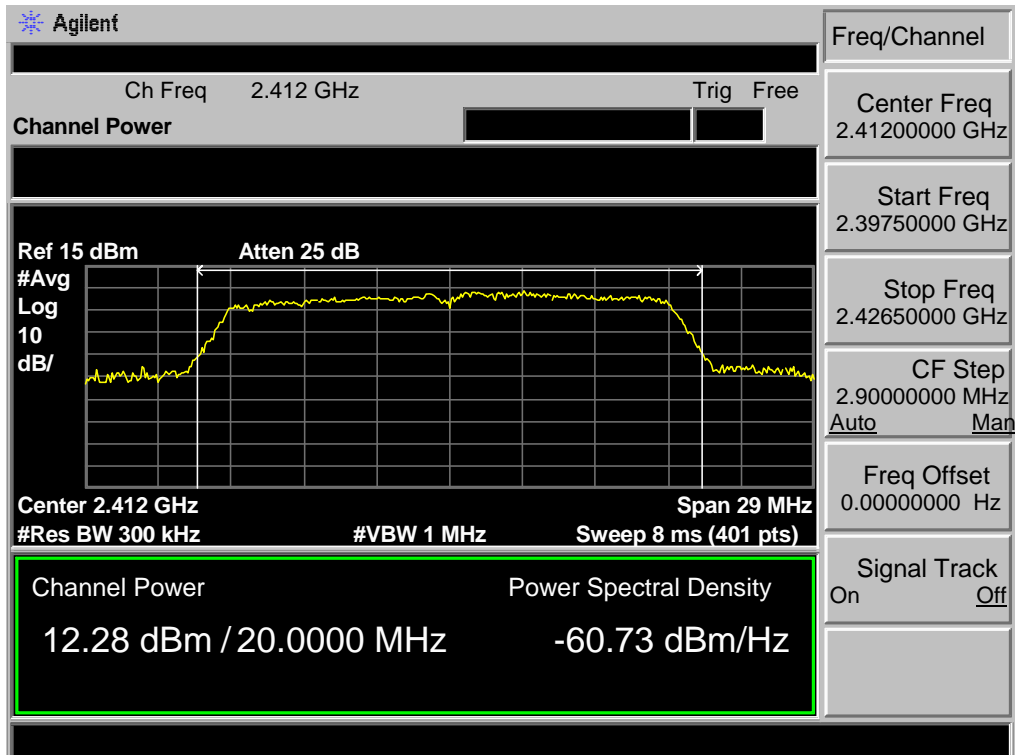 Agilent
Ch Freq 2.412 GHz Trig Free
Channel Power
Ref 15 dBm Atten 25 dB
#Avg
Log
10
dB/
Center 2.412 GHz Span 29 MHz
#Res BW 300 kHz #VBW 1 MHz Sweep 8 ms (401 pts)
Channel Power Power Spectral Density
12.28 dBm / 20.0000 MHz -60.73 dBm/Hz
Freq/Channel
Center Freq
2.41200000 GHz
Start Freq
2.39750000 GHz
Stop Freq
2.42650000 GHz
CF Step
2.90000000 MHz
Auto Man
Freq Offset
0.00000000 Hz
Signal Track
On Off